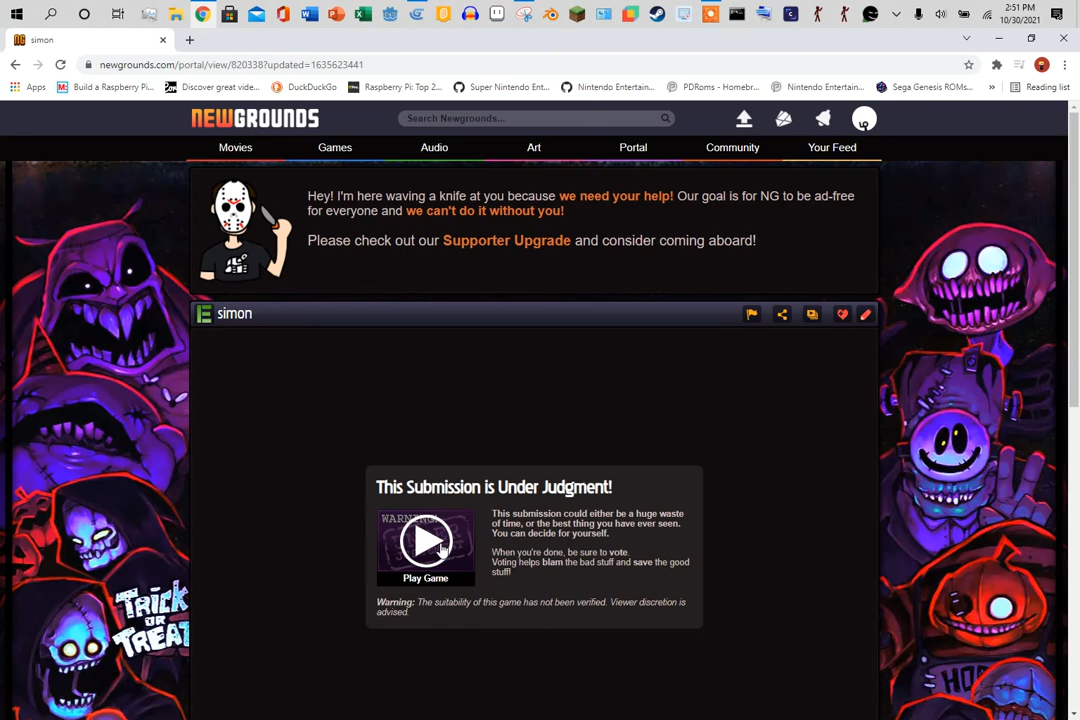 2:51 PM
10/30/2021
simon
newgrounds.com/portal/view/820338?updated=1635623441
Apps
Build a Raspberry Pi...
Discover great vide...
DuckDuckGo
Raspberry Pi: Top 2...
Super Nintendo Ent...
Nintendo Entertain...
PDRoms - Homebr...
Nintendo Entertain...
Sega Genesis ROMs...
»
Reading list
NEWGROUNDS
Search Newgrounds...
Movies
Games
Audio
Art
Portal
Community
Your Feed
Hey! I'm here waving a knife at you because we need your help! Our goal is for NG to be ad-free
for everyone and we can't do it without you!
Please check out our Supporter Upgrade and consider coming aboard!
E simon
This Submission is Under Judgment!
WARNING!
Play Game
This submission could either be a huge waste
of time, or the best thing you have ever seen.
You can decide for yourself.
When you're done, be sure to vote.
Voting helps blam the bad stuff and save the good
stuff!
Warning: The suitability of this game has not been verified. Viewer discretion is
advised.
TRICK
OR
TREAT